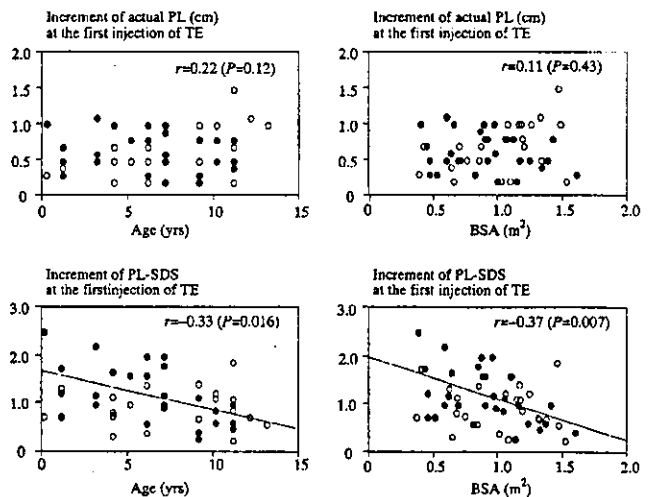 Increment of actual PL (cm)
at the first injection of TE
2.0
1.5
1.0
0.5
0
r=0.22 (P=0.12)
0
5
10
15
Age (yrs)
Increment of actual PL (cm)
at the first injection of TE
2.0
1.5
1.0
0.5
0
r=0.11 (P=0.43)
0
0.5
1.0
1.5
2.0
BSA (m²)
Increment of PL-SDS
at the firstinjection of TE
3.0
2.0
1.0
0
r=-0.33 (P=0.016)
0
5
10
15
Age (yrs)
Increment of PL-SDS
at the first injection of TE
3.0
2.0
1.0
0
r=-0.37 (P=0.007)
0
0.5
1.0
1.5
2.0
BSA (m²)